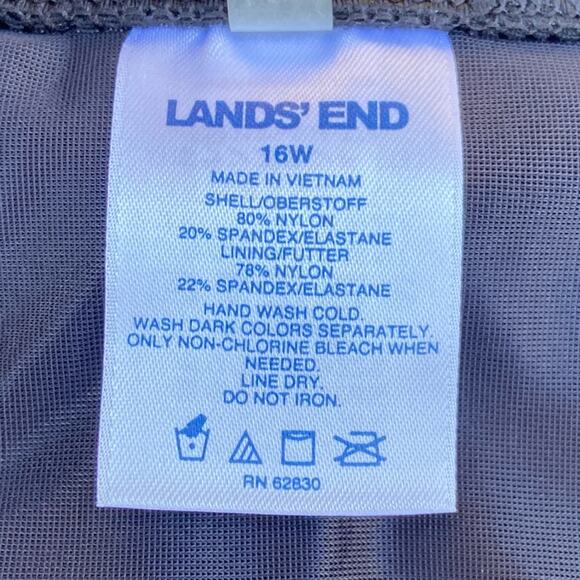 LANDS' END
16W
MADE IN VIETNAM
SHELL/OBERSTOFF
80% NYLON
20% SPANDEX/ELASTANE
LINING/FUTTER
78% NYLON
22% SPANDEX/ELASTANE
HAND WASH COLD.
WASH DARK COLORS SEPARATELY.
ONLY NON-CHLORINE BLEACH WHEN
NEEDED.
LINE DRY.
DO NOT IRON.
RN 62830